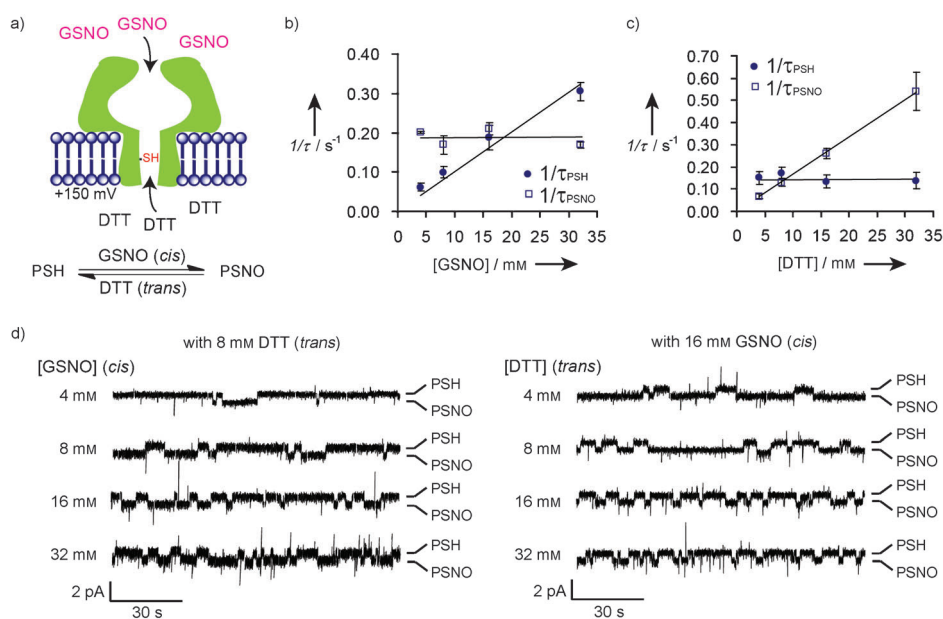 a)
GSNO
GSNO
GSNO
-SH
+150 mV
DTT
DTT
DTT
PSH
GSNO (cis)
DTT (trans)
PSNO
b)
1/τ / s⁻¹
0.40
0.30
0.20
0.10
0.00
1/τPSH
1/τPSNO
0 5 10 15 20 25 30 35
[GSNO] / mM
c)
1/τ / s⁻¹
0.70
0.60
0.50
0.40
0.30
0.20
0.10
0.00
1/τPSH
1/τPSNO
0 5 10 15 20 25 30 35
[DTT] / mM
d)
with 8 mM DTT (trans)
[GSNO] (cis)
4 mM
PSH
PSNO
8 mM
PSH
PSNO
16 mM
PSH
PSNO
32 mM
PSH
PSNO
2 pA
30 s
with 16 mM GSNO (cis)
[DTT] (trans)
4 mM
PSH
PSNO
8 mM
PSH
PSNO
16 mM
PSH
PSNO
32 mM
PSH
PSNO
2 pA
30 s